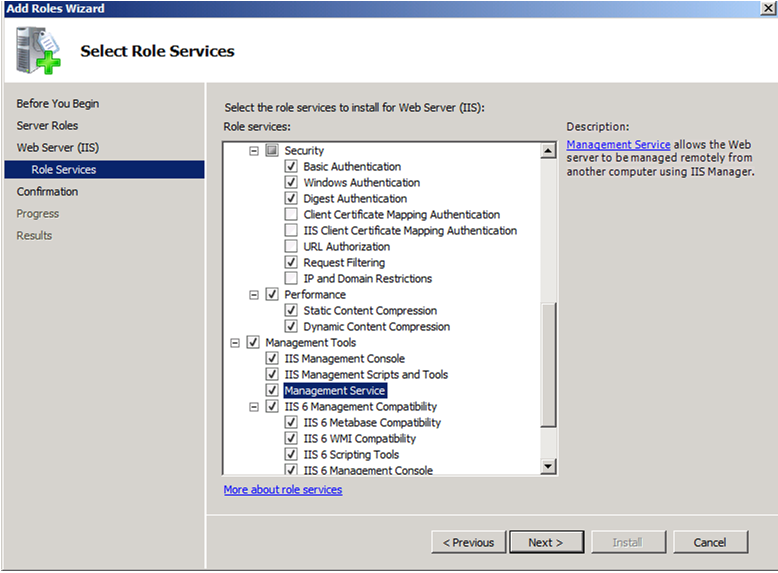 Add Roles Wizard
Select Role Services
Before You Begin
Server Roles
Web Server (IIS)
Role Services
Confirmation
Progress
Results
Select the role services to install for Web Server (IIS):
Role services:
Security
Basic Authentication
Windows Authentication
Digest Authentication
Client Certificate Mapping Authentication
IIS Client Certificate Mapping Authentication
URL Authorization
Request Filtering
IP and Domain Restrictions
Performance
Static Content Compression
Dynamic Content Compression
Management Tools
IIS Management Console
IIS Management Scripts and Tools
Management Service
IIS 6 Management Compatibility
IIS 6 Metabase Compatibility
IIS 6 WMI Compatibility
IIS 6 Scripting Tools
IIS 6 Management Console
More about role services
Description:
Management Service allows the Web
server to be managed remotely from
another computer using IIS Manager.
< Previous
Next >
Install
Cancel